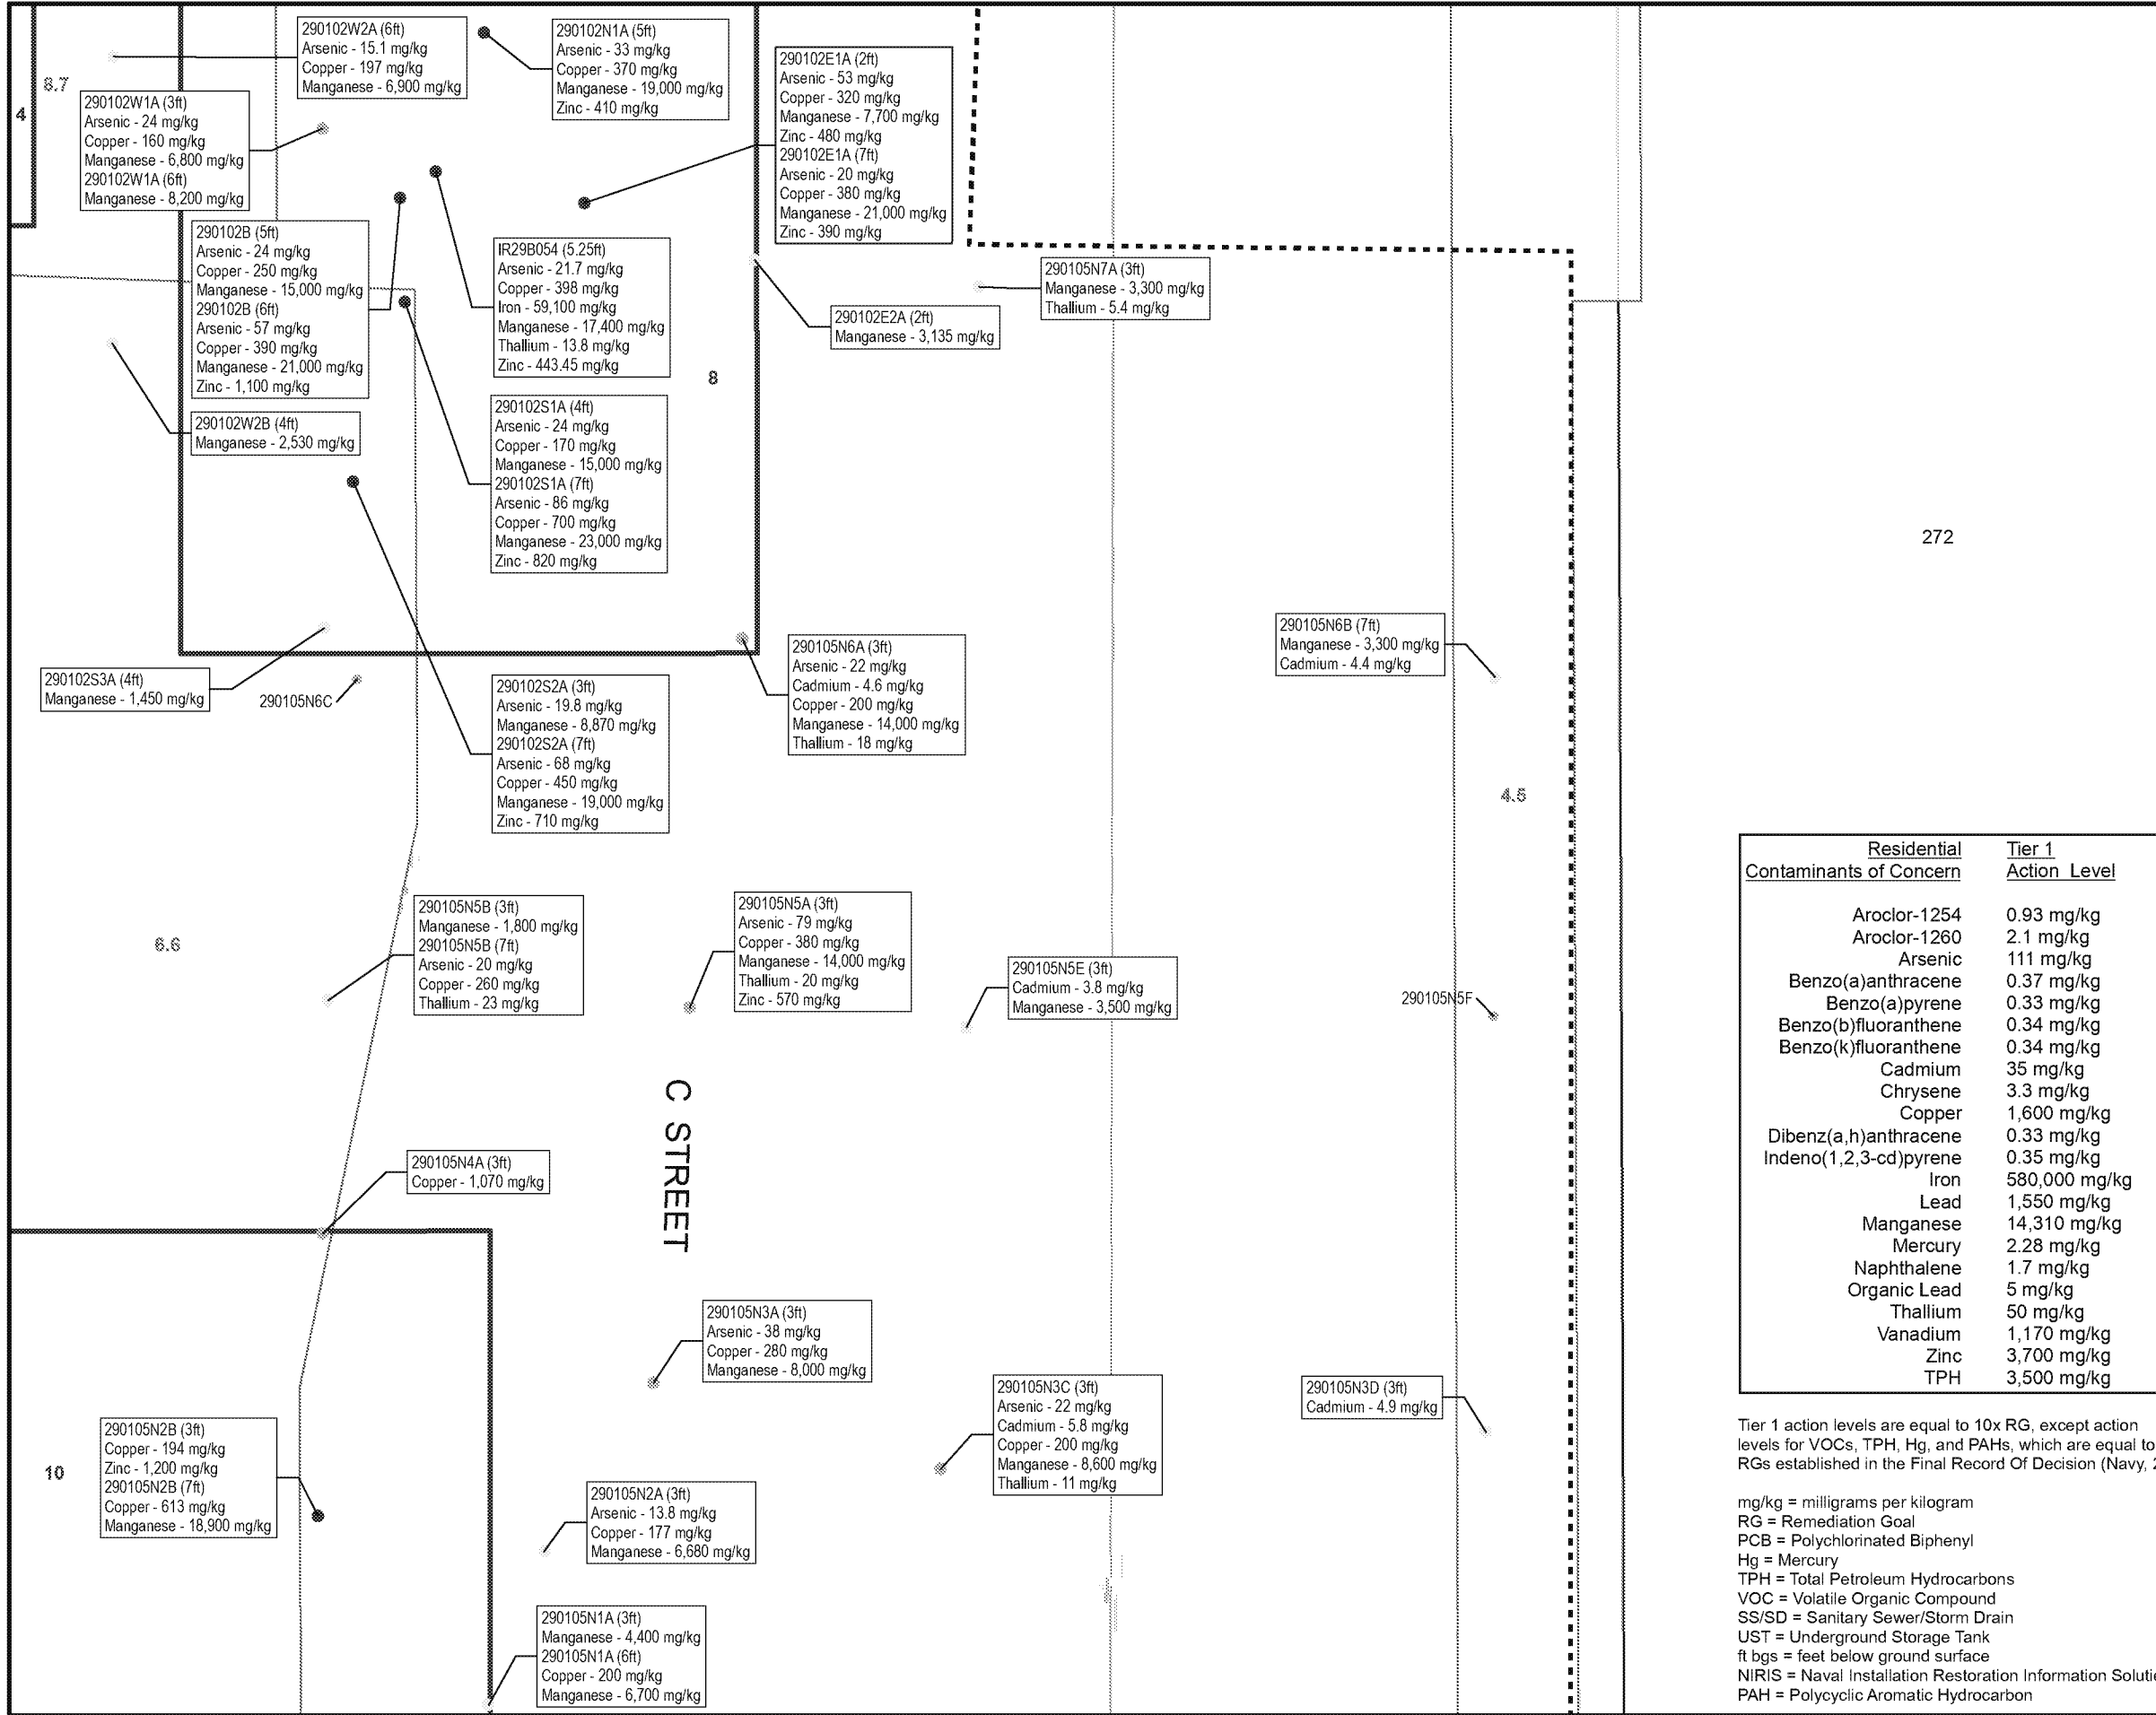 290102W2A (6ft)
Arsenic - 15.1 mg/kg
Copper - 197 mg/kg
Manganese - 6,900 mg/kg
290102N1A (5ft)
Arsenic - 33 mg/kg
Copper - 370 mg/kg
Manganese - 19,000 mg/kg
Zinc - 410 mg/kg
290102E1A (2ft)
Arsenic - 53 mg/kg
Copper - 320 mg/kg
Manganese - 7,700 mg/kg
Zinc - 480 mg/kg
290102E1A (7ft)
Arsenic - 20 mg/kg
Copper - 380 mg/kg
Manganese - 21,000 mg/kg
Zinc - 390 mg/kg
8.7
4
290102W1A (3ft)
Arsenic - 24 mg/kg
Copper - 160 mg/kg
Manganese - 6,800 mg/kg
290102W1A (6ft)
Manganese - 8,200 mg/kg
290102B (5ft)
Arsenic - 24 mg/kg
Copper - 250 mg/kg
Manganese - 15,000 mg/kg
290102B (6ft)
Arsenic - 57 mg/kg
Copper - 390 mg/kg
Manganese - 21,000 mg/kg
Zinc - 1,100 mg/kg
IR29B054 (5.25ft)
Arsenic - 21.7 mg/kg
Copper - 398 mg/kg
Iron - 59,100 mg/kg
Manganese - 17,400 mg/kg
Thallium - 13.8 mg/kg
Zinc - 443.45 mg/kg
8
290105N7A (3ft)
Manganese - 3,300 mg/kg
Thallium - 5.4 mg/kg
290102E2A (2ft)
Manganese - 3,135 mg/kg
290102W2B (4ft)
Manganese - 2,530 mg/kg
290102S1A (4ft)
Arsenic - 24 mg/kg
Copper - 170 mg/kg
Manganese - 15,000 mg/kg
290102S1A (7ft)
Arsenic - 86 mg/kg
Copper - 700 mg/kg
Manganese - 23,000 mg/kg
Zinc - 820 mg/kg
272
290102S3A (4ft)
Manganese - 1,450 mg/kg
290105N6C
290102S2A (3ft)
Arsenic - 19.8 mg/kg
Manganese - 8,870 mg/kg
290102S2A (7ft)
Arsenic - 68 mg/kg
Copper - 450 mg/kg
Manganese - 19,000 mg/kg
Zinc - 710 mg/kg
290105N6A (3ft)
Arsenic - 22 mg/kg
Cadmium - 4.6 mg/kg
Copper - 200 mg/kg
Manganese - 14,000 mg/kg
Thallium - 18 mg/kg
290105N6B (7ft)
Manganese - 3,300 mg/kg
Cadmium - 4.4 mg/kg
4.5
6.6
290105N5B (3ft)
Manganese - 1,800 mg/kg
290105N5B (7ft)
Arsenic - 20 mg/kg
Copper - 260 mg/kg
Thallium - 23 mg/kg
290105N5A (3ft)
Arsenic - 79 mg/kg
Copper - 380 mg/kg
Manganese - 14,000 mg/kg
Thallium - 20 mg/kg
Zinc - 570 mg/kg
290105N5E (3ft)
Cadmium - 3.8 mg/kg
Manganese - 3,500 mg/kg
290105N5F
C STREET
290105N4A (3ft)
Copper - 1,070 mg/kg
290105N3A (3ft)
Arsenic - 38 mg/kg
Copper - 280 mg/kg
Manganese - 8,000 mg/kg
290105N3C (3ft)
Arsenic - 22 mg/kg
Cadmium - 5.8 mg/kg
Copper - 200 mg/kg
Manganese - 8,600 mg/kg
Thallium - 11 mg/kg
290105N3D (3ft)
Cadmium - 4.9 mg/kg
10
290105N2B (3ft)
Copper - 194 mg/kg
Zinc - 1,200 mg/kg
290105N2B (7ft)
Copper - 613 mg/kg
Manganese - 18,900 mg/kg
290105N2A (3ft)
Arsenic - 13.8 mg/kg
Copper - 177 mg/kg
Manganese - 6,680 mg/kg
290105N1A (3ft)
Manganese - 4,400 mg/kg
290105N1A (6ft)
Copper - 200 mg/kg
Manganese - 6,700 mg/kg
Residential Tier 1
Contaminants of Concern Action Level
Aroclor-1254 0.93 mg/kg
Aroclor-1260 2.1 mg/kg
Arsenic 111 mg/kg
Benzo(a)anthracene 0.37 mg/kg
Benzo(a)pyrene 0.33 mg/kg
Benzo(b)fluoranthene 0.34 mg/kg
Benzo(k)fluoranthene 0.34 mg/kg
Cadmium 35 mg/kg
Chrysene 3.3 mg/kg
Copper 1,600 mg/kg
Dibenz(a,h)anthracene 0.33 mg/kg
Indeno(1,2,3-cd)pyrene 0.35 mg/kg
Iron 580,000 mg/kg
Lead 1,550 mg/kg
Manganese 14,310 mg/kg
Mercury 2.28 mg/kg
Naphthalene 1.7 mg/kg
Organic Lead 5 mg/kg
Thallium 50 mg/kg
Vanadium 1,170 mg/kg
Zinc 3,700 mg/kg
TPH 3,500 mg/kg
Tier 1 action levels are equal to 10x RG, except action
levels for VOCs, TPH, Hg, and PAHs, which are equal to
RGs established in the Final Record Of Decision (Navy,
mg/kg = milligrams per kilogram
RG = Remediation Goal
PCB = Polychlorinated Biphenyl
Hg = Mercury
TPH = Total Petroleum Hydrocarbons
VOC = Volatile Organic Compound
SS/SD = Sanitary Sewer/Storm Drain
UST = Underground Storage Tank
ft bgs = feet below ground surface
NIRIS = Naval Installation Restoration Information
PAH = Polycyclic Aromatic Hydrocarbon